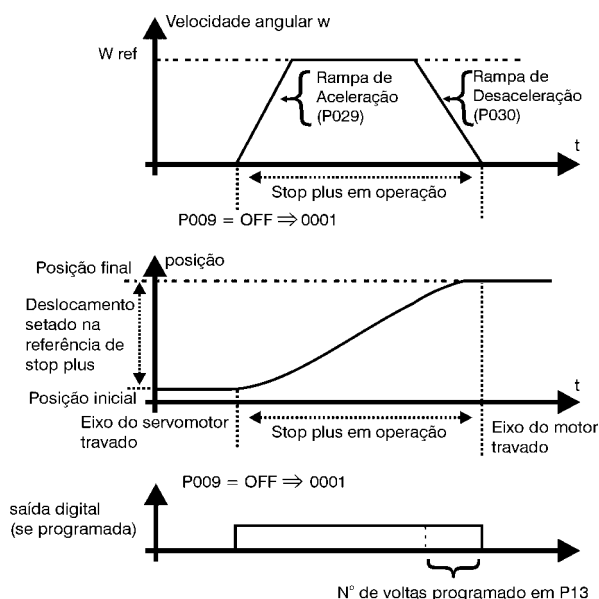 Velocidade angular w
W ref
Rampa de
Aceleração
(P029)
Rampa de
Desaceleração
(P030)
t
Stop plus em operação
P009 = OFF ⇒ 0001
posição
Posição final
Deslocamento
setado na
referência de
stop plus
Posição inicial
t
Eixo do servomotor
travado
Stop plus em operação
Eixo do motor
travado
P009 = OFF ⇒ 0001
saída digital
(se programada)
N° de voltas programado em P13